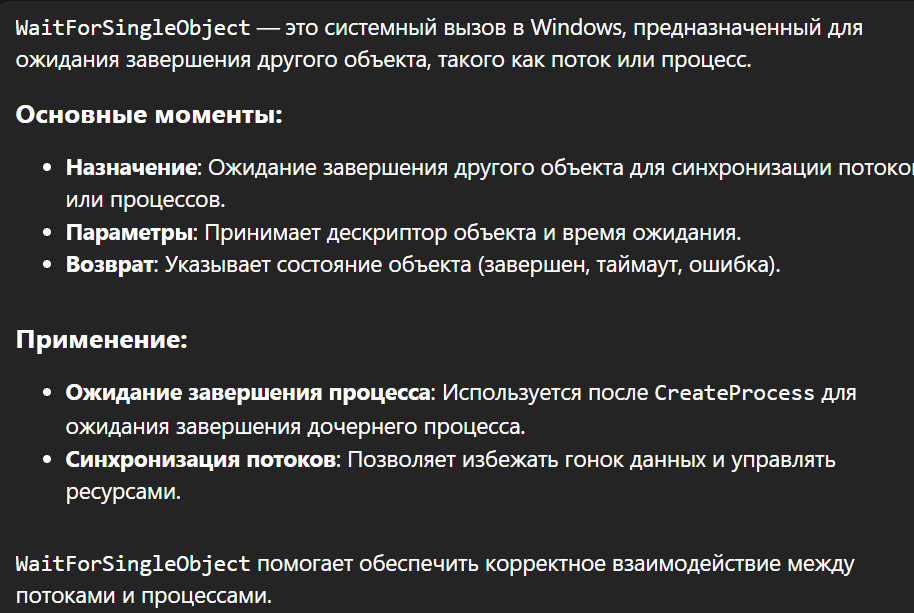 WaitForSingleObject — это системный вызов в Windows, предназначенный для
ожидания завершения другого объекта, такого как поток или процесс.
Основные моменты:
• Назначение: Ожидание завершения другого объекта для синхронизации потоков
или процессов.
• Параметры: Принимает дескриптор объекта и время ожидания.
• Возврат: Указывает состояние объекта (завершен, таймаут, ошибка).
Применение:
• Ожидание завершения процесса: Используется после CreateProcess для
ожидания завершения дочернего процесса.
• Синхронизация потоков: Позволяет избежать гонок данных и управлять
ресурсами.
WaitForSingleObject помогает обеспечить корректное взаимодействие между
потоками и процессами.